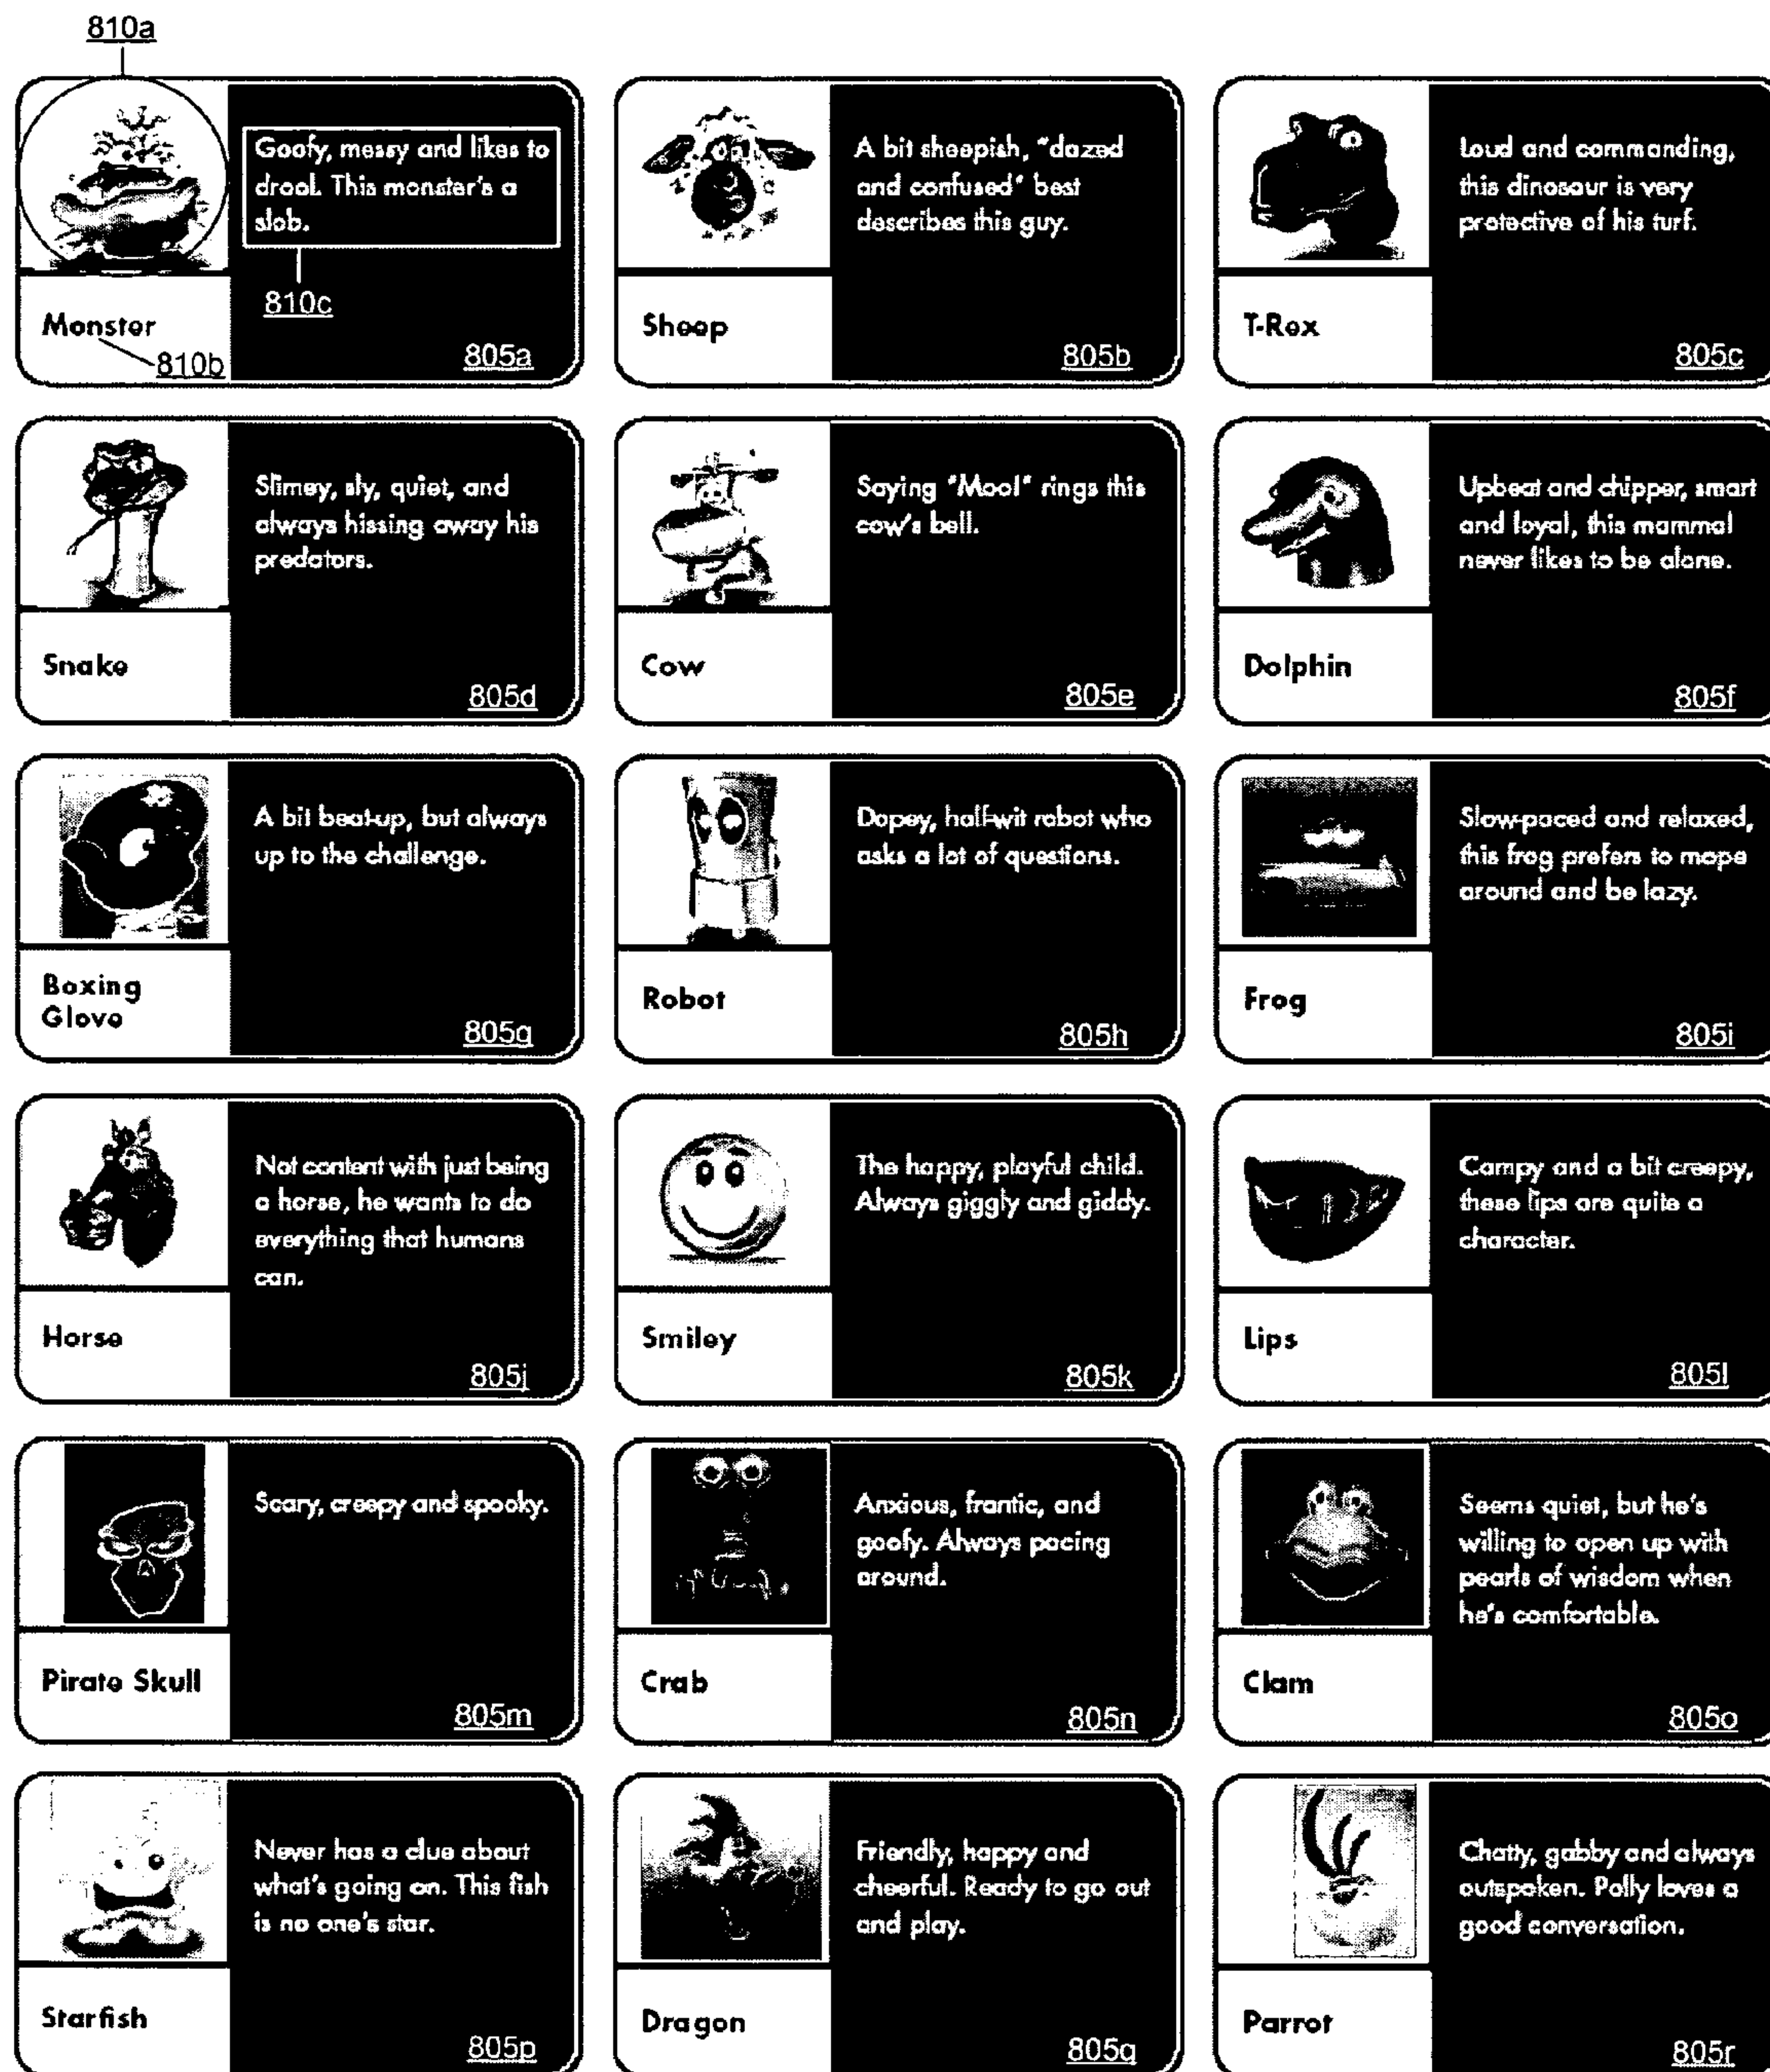 810a
Goofy, messy and likes to
drool. This monster's a
slob.
810c
Monster
810b
805a
A bit sheepish, "dazed
and confused" best
describes this guy.
Sheep
805b
Loud and commanding,
this dinosaur is very
protective of his turf.
T-Rex
805c
Slimey, sly, quiet, and
always hissing away his
predators.
Snake
805d
Saying "Moo!" rings this
cow's bell.
Cow
805e
Upbeat and chipper, smart
and loyal, this mammal
never likes to be alone.
Dolphin
805f
A bit beat-up, but always
up to the challenge.
Boxing
Glove
805g
Dopey, half-wit robot who
asks a lot of questions.
Robot
805h
Slow-paced and relaxed,
this frog prefers to mope
around and be lazy.
Frog
805i
Not content with just being
a horse, he wants to do
everything that humans
can.
Horse
805j
The happy, playful child.
Always giggly and giddy.
Smiley
805k
Campy and a bit creepy,
these lips are quite a
character.
Lips
805l
Scary, creepy and spooky.
Pirate Skull
805m
Anxious, frantic, and
goofy. Always pacing
around.
Crab
805n
Seems quiet, but he's
willing to open up with
pearls of wisdom when
he's comfortable.
Clam
805o
Never has a clue about
what's going on. This fish
is no one's star.
Starfish
805p
Friendly, happy and
cheerful. Ready to go out
and play.
Dragon
805q
Chatty, gabby and always
outspoken. Polly loves a
good conversation.
Parrot
805r